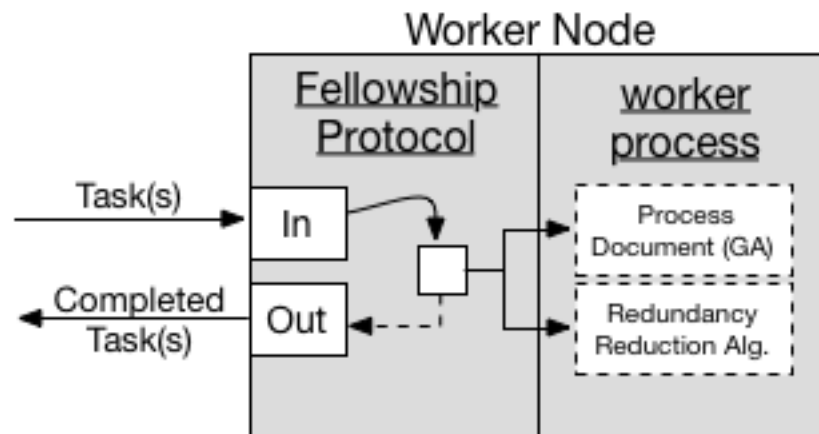 Worker Node
Fellowship
Protocol
worker
process
Task(s)
In
Process
Document (GA)
Completed
Task(s)
Out
Redundancy
Reduction Alg.